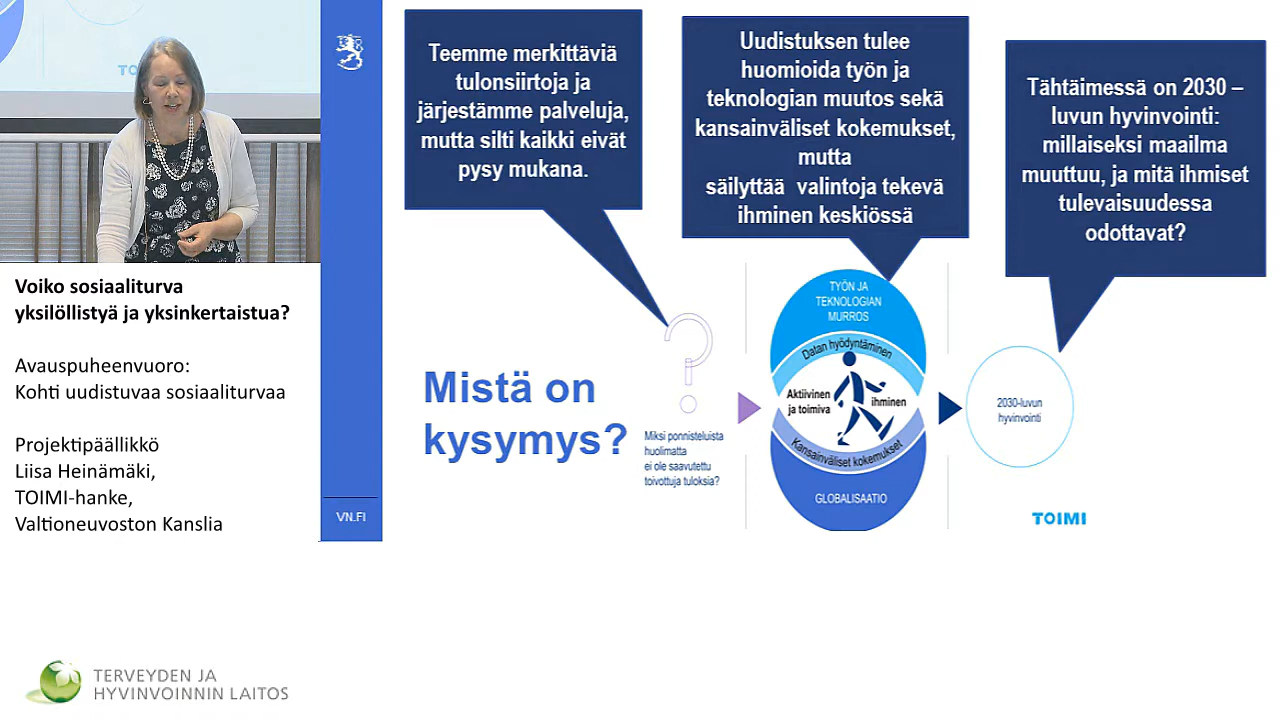 TO
Voiko sosiaaliturva
yksilöllistyä ja yksinkertaistua?
Avauspuheenvuoro:
Kohti uudistuvaa sosiaaliturvaa
Projektipäällikkö
Liisa Heinämäki,
TOIMI-hanke,
Valtioneuvoston Kanslia
TERVEYDEN JA
HYVINVOINNIN LAITOS
VN.FI
Teemme merkittäviä
tulonsiirtoja ja
järjestämme palveluja,
mutta silti kaikki eivät
pysy mukana.
Uudistuksen tulee
huomioida työn ja
teknologian muutos sekä
kansainväliset kokemukset,
mutta
säilyttää valintoja tekevä
ihminen keskiössä
Tähtäimessä on 2030 –
luvun hyvinvointi:
millaiseksi maailma
muuttuu, ja mitä ihmiset
tulevaisuudessa
odottavat?
Mistä on
kysymys?
?
Miksi ponnisteluista
huolimatta
ei ole saavutettu
toivottuja tuloksia?
TYÖN JA
TEKNOLOGIAN
MURROS
Datan hyödyntäminen
Aktiivinen
ja toimiva
ihminen
Kansainväliset kokemukset
GLOBALISAATIO
2030-luvun
hyvinvointi
TOIMI